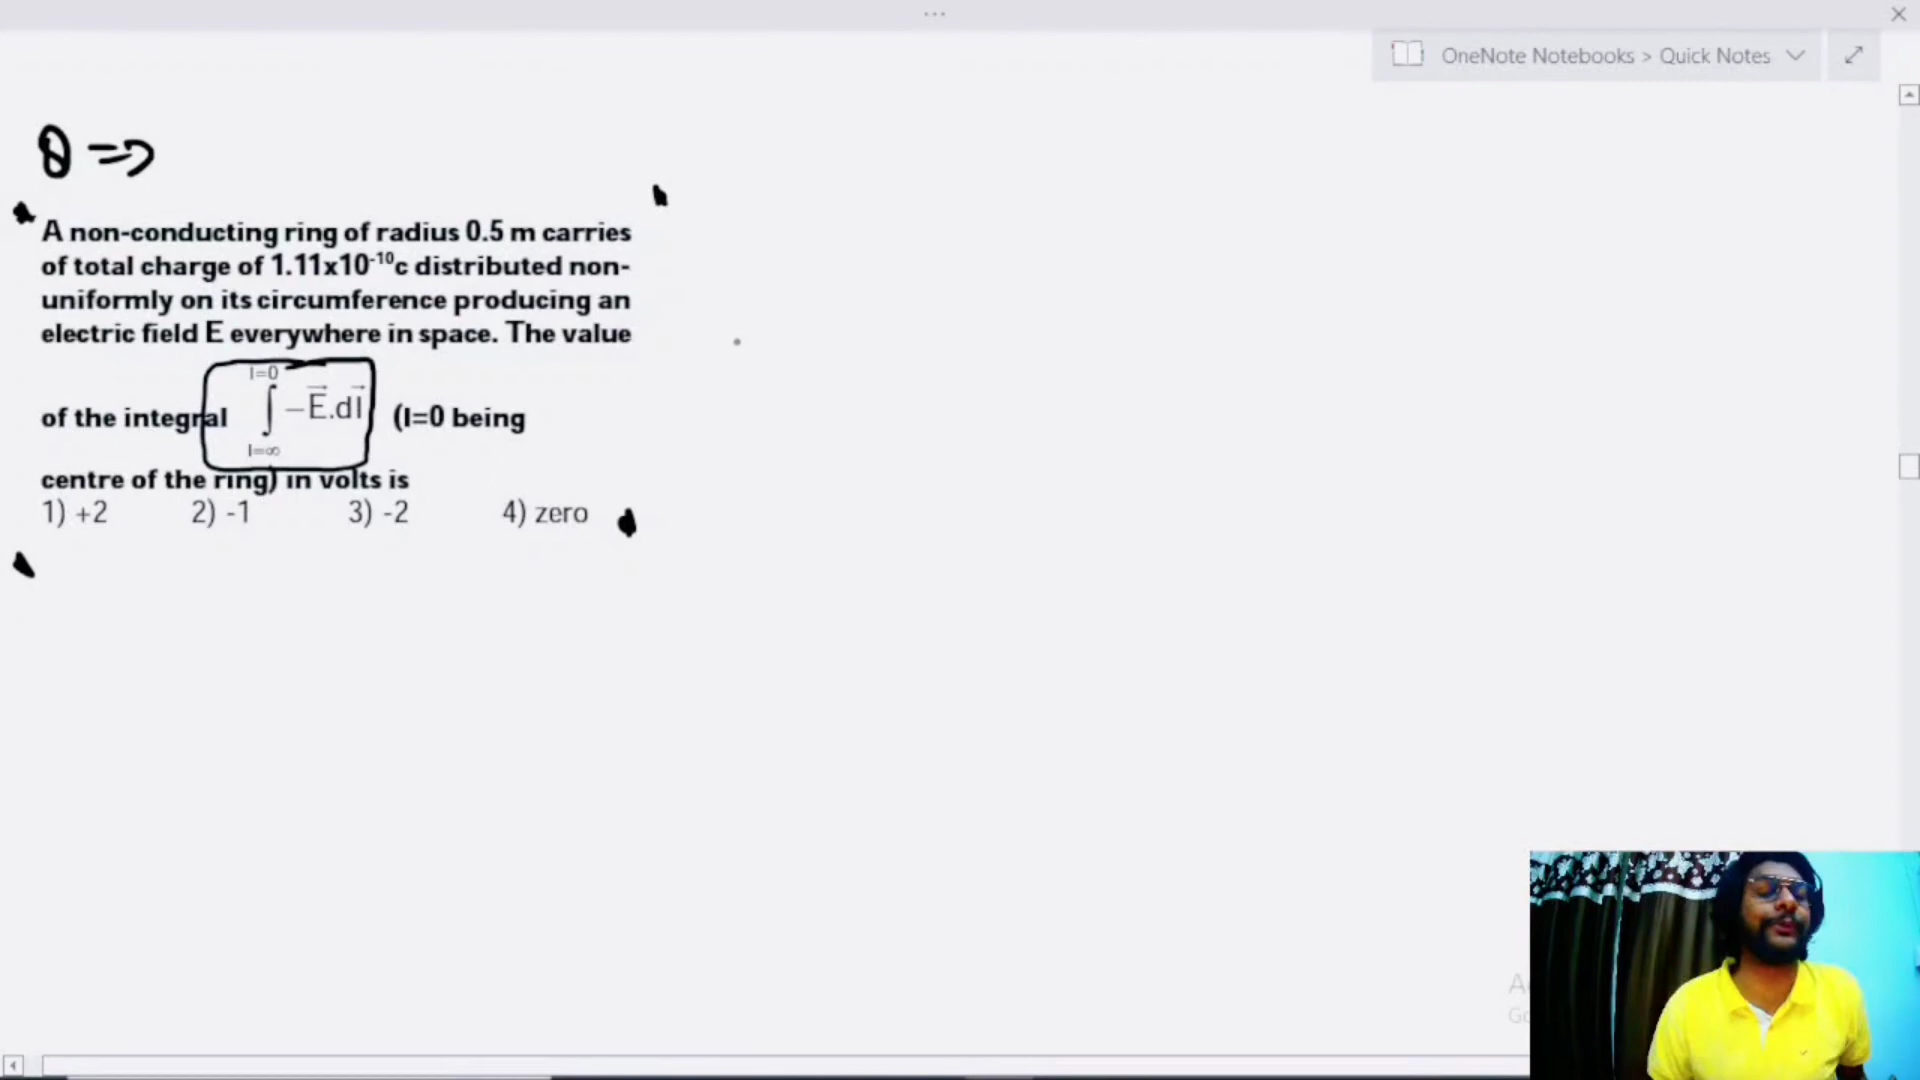 ...
OneNote Notebooks > Quick Notes
Q ⇒
A non-conducting ring of radius 0.5 m carries
of total charge of 1.11x10⁻¹⁰c distributed non-
uniformly on its circumference producing an
electric field E everywhere in space. The value
l=0
of the integral ∫ −E⃗.dl⃗ (l=0 being
l=∞
centre of the ring) in volts is
1) +2 2) -1 3) -2 4) zero